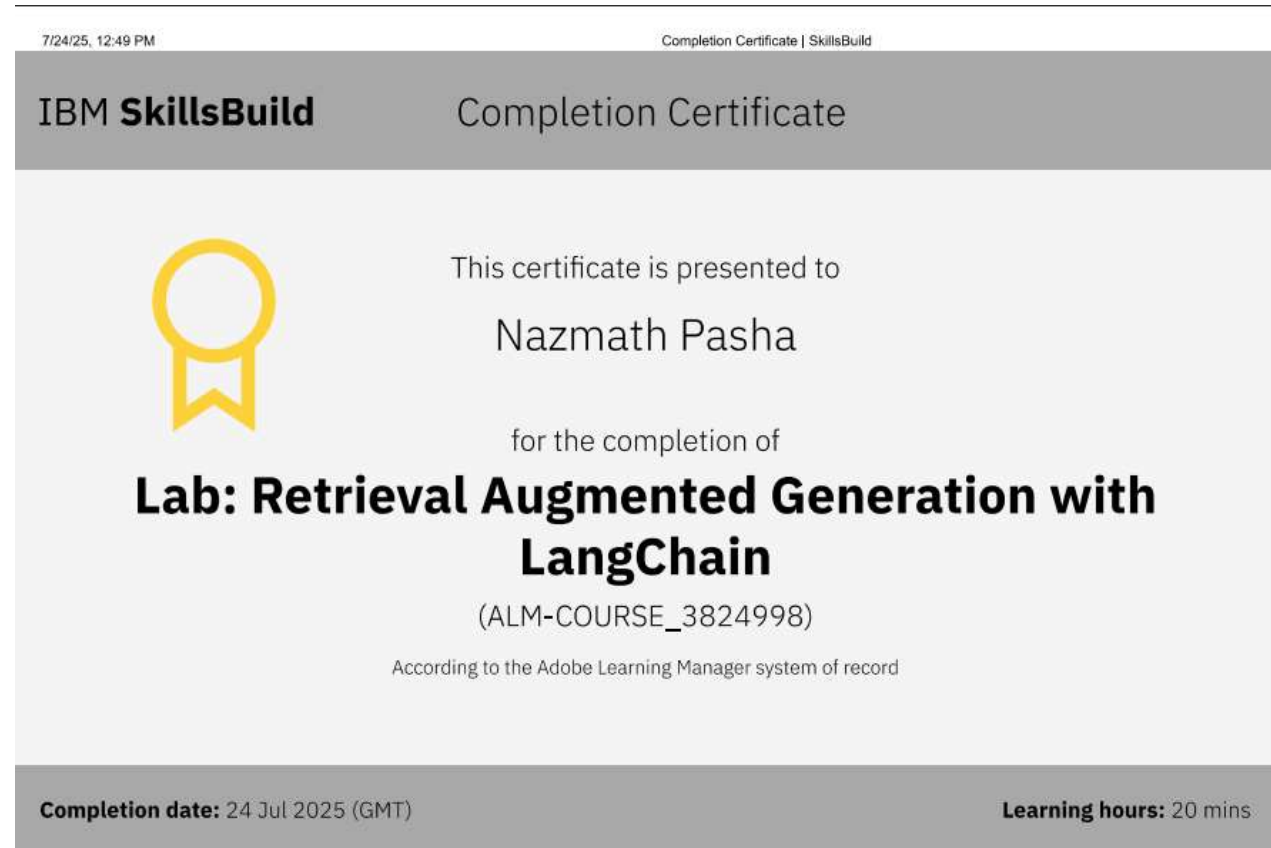 7/24/25, 12:49 PM Completion Certificate | SkillsBuild
IBM SkillsBuild Completion Certificate
This certificate is presented to
Nazmath Pasha
for the completion of
Lab: Retrieval Augmented Generation with
LangChain
(ALM-COURSE_3824998)
According to the Adobe Learning Manager system of record
Completion date: 24 Jul 2025 (GMT) Learning hours: 20 mins